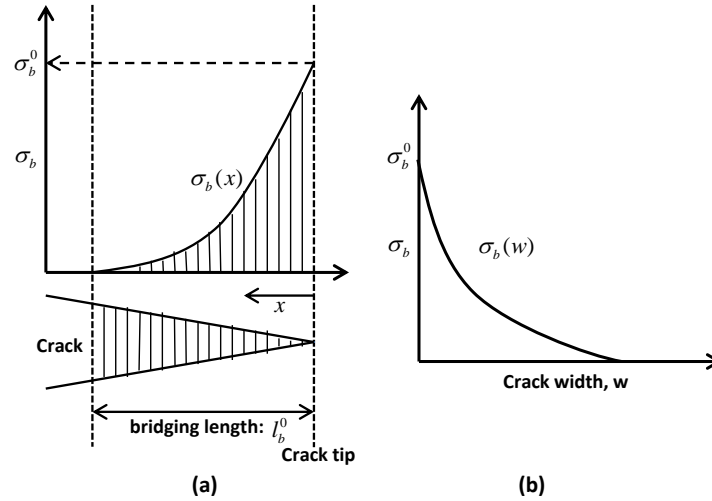 σ_b^0
σ_b
σ_b(x)
x
Crack
bridging length: l_b^0
Crack tip
(a)
σ_b^0
σ_b
σ_b(w)
Crack width, w
(b)